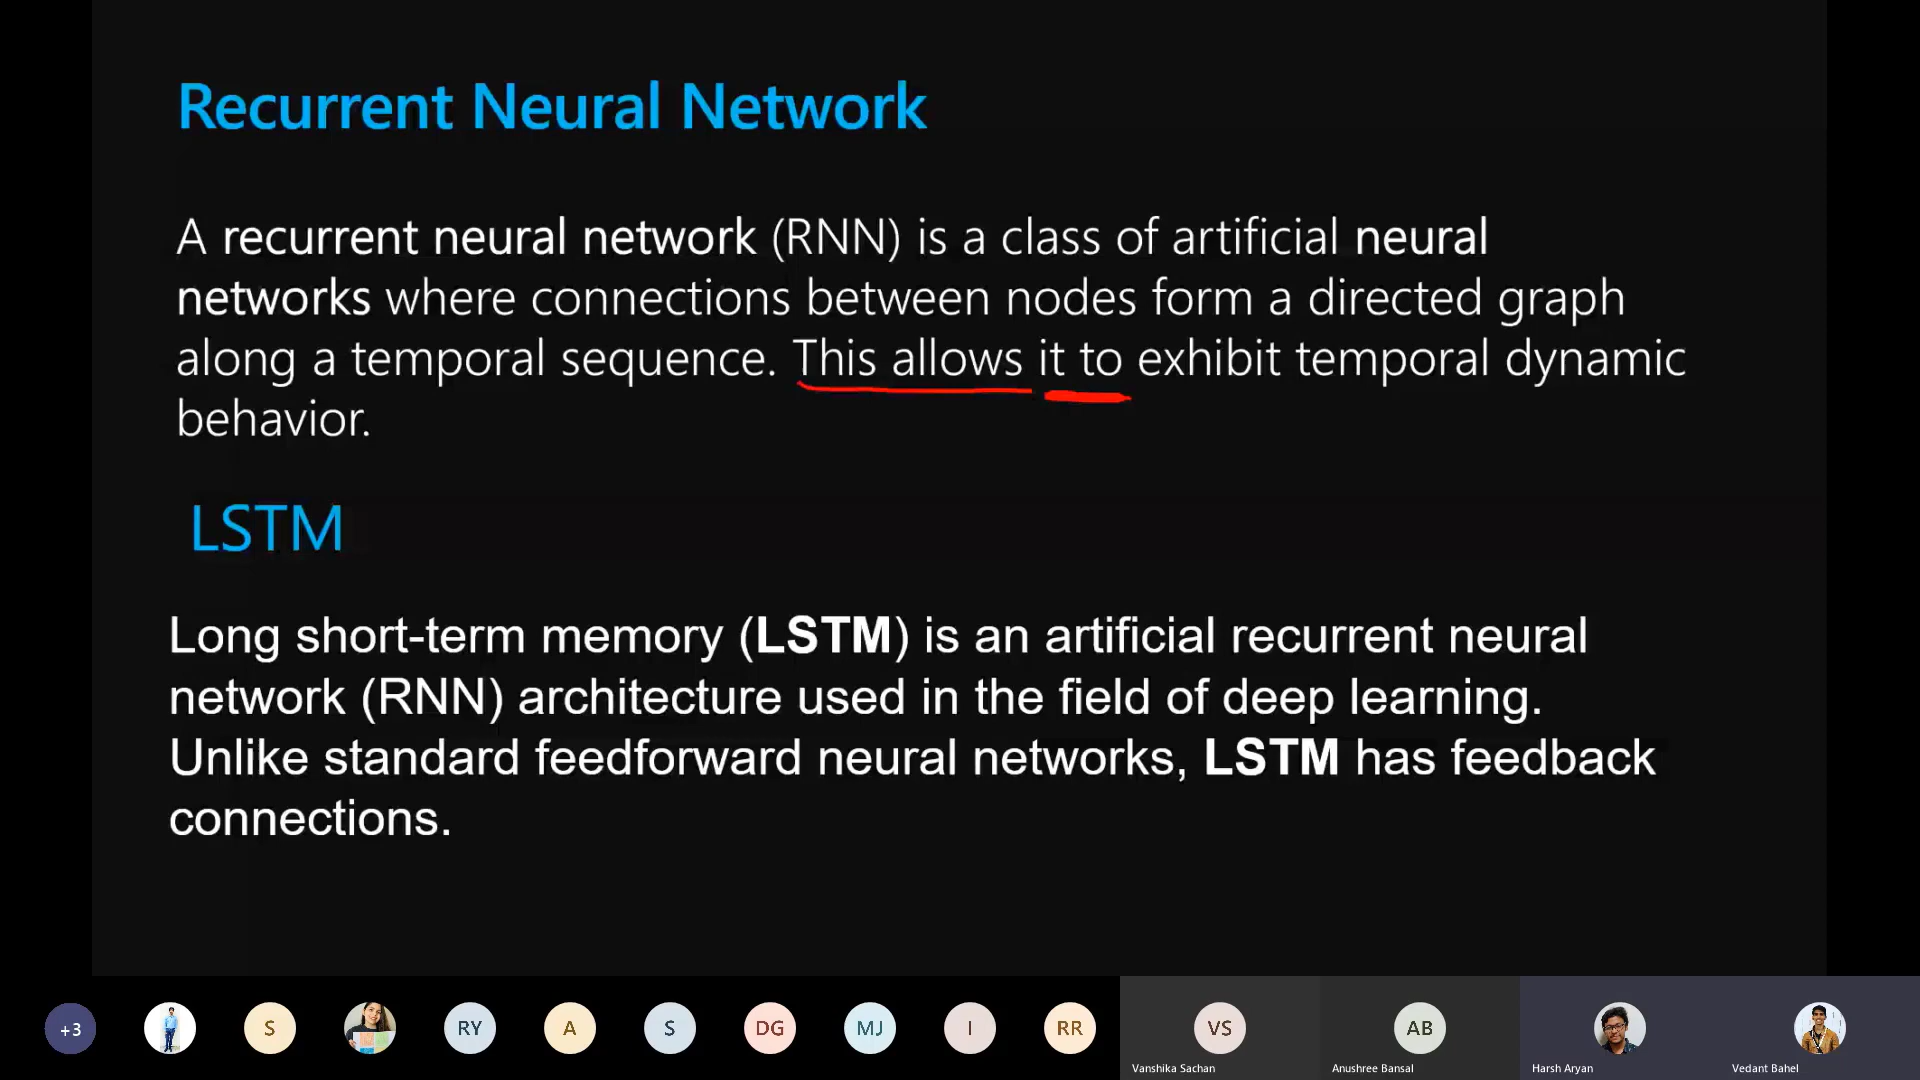 Recurrent Neural Network
A recurrent neural network (RNN) is a class of artificial neural
networks where connections between nodes form a directed graph
along a temporal sequence. This allows it to exhibit temporal dynamic
behavior.
LSTM
Long short-term memory (LSTM) is an artificial recurrent neural
network (RNN) architecture used in the field of deep learning.
Unlike standard feedforward neural networks, LSTM has feedback
connections.
+3 S RY A S DG MJ I RR VS AB
Vanshika Sachan Anushree Bansal Harsh Aryan Vedant Bahel